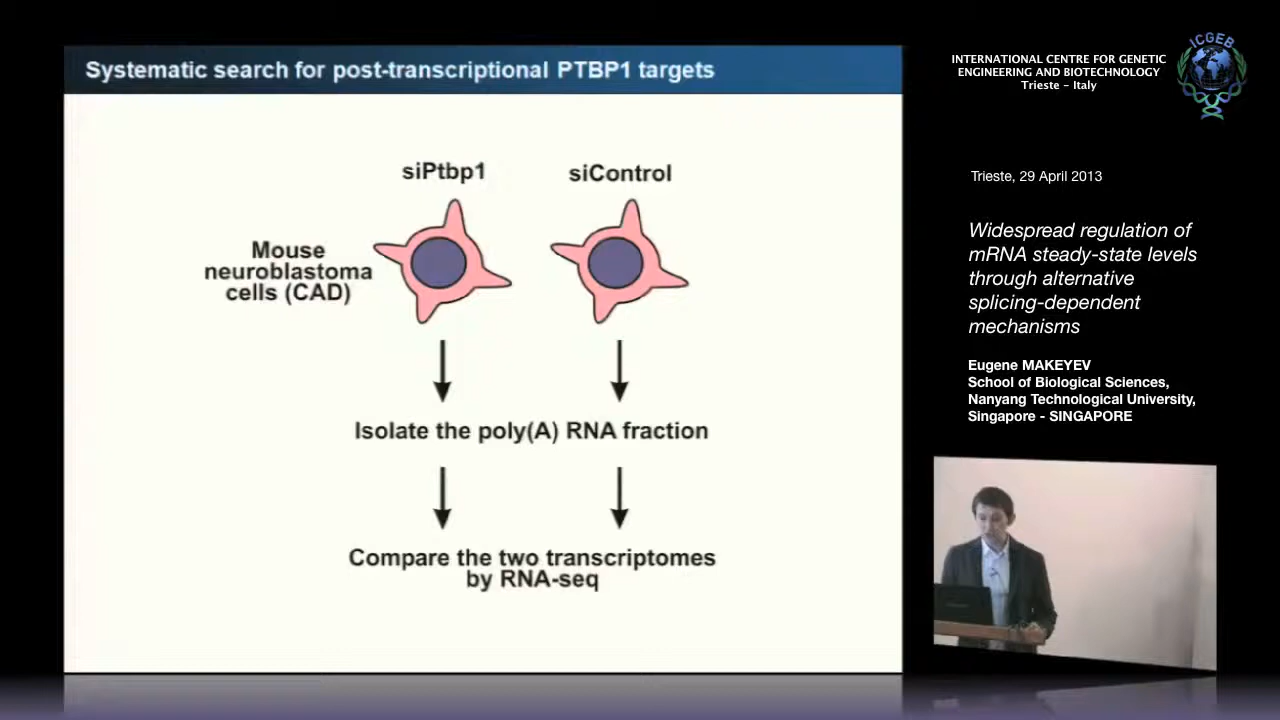 Systematic search for post-transcriptional PTBP1 targets
siPtbp1
siControl
Mouse
neuroblastoma
cells (CAD)
Isolate the poly(A) RNA fraction
Compare the two transcriptomes
by RNA-seq
INTERNATIONAL CENTRE FOR GENETIC
ENGINEERING AND BIOTECHNOLOGY
Trieste - Italy
ICGEB
Trieste, 29 April 2013
Widespread regulation of
mRNA steady-state levels
through alternative
splicing-dependent
mechanisms
Eugene MAKEYEV
School of Biological Sciences,
Nanyang Technological University,
Singapore - SINGAPORE